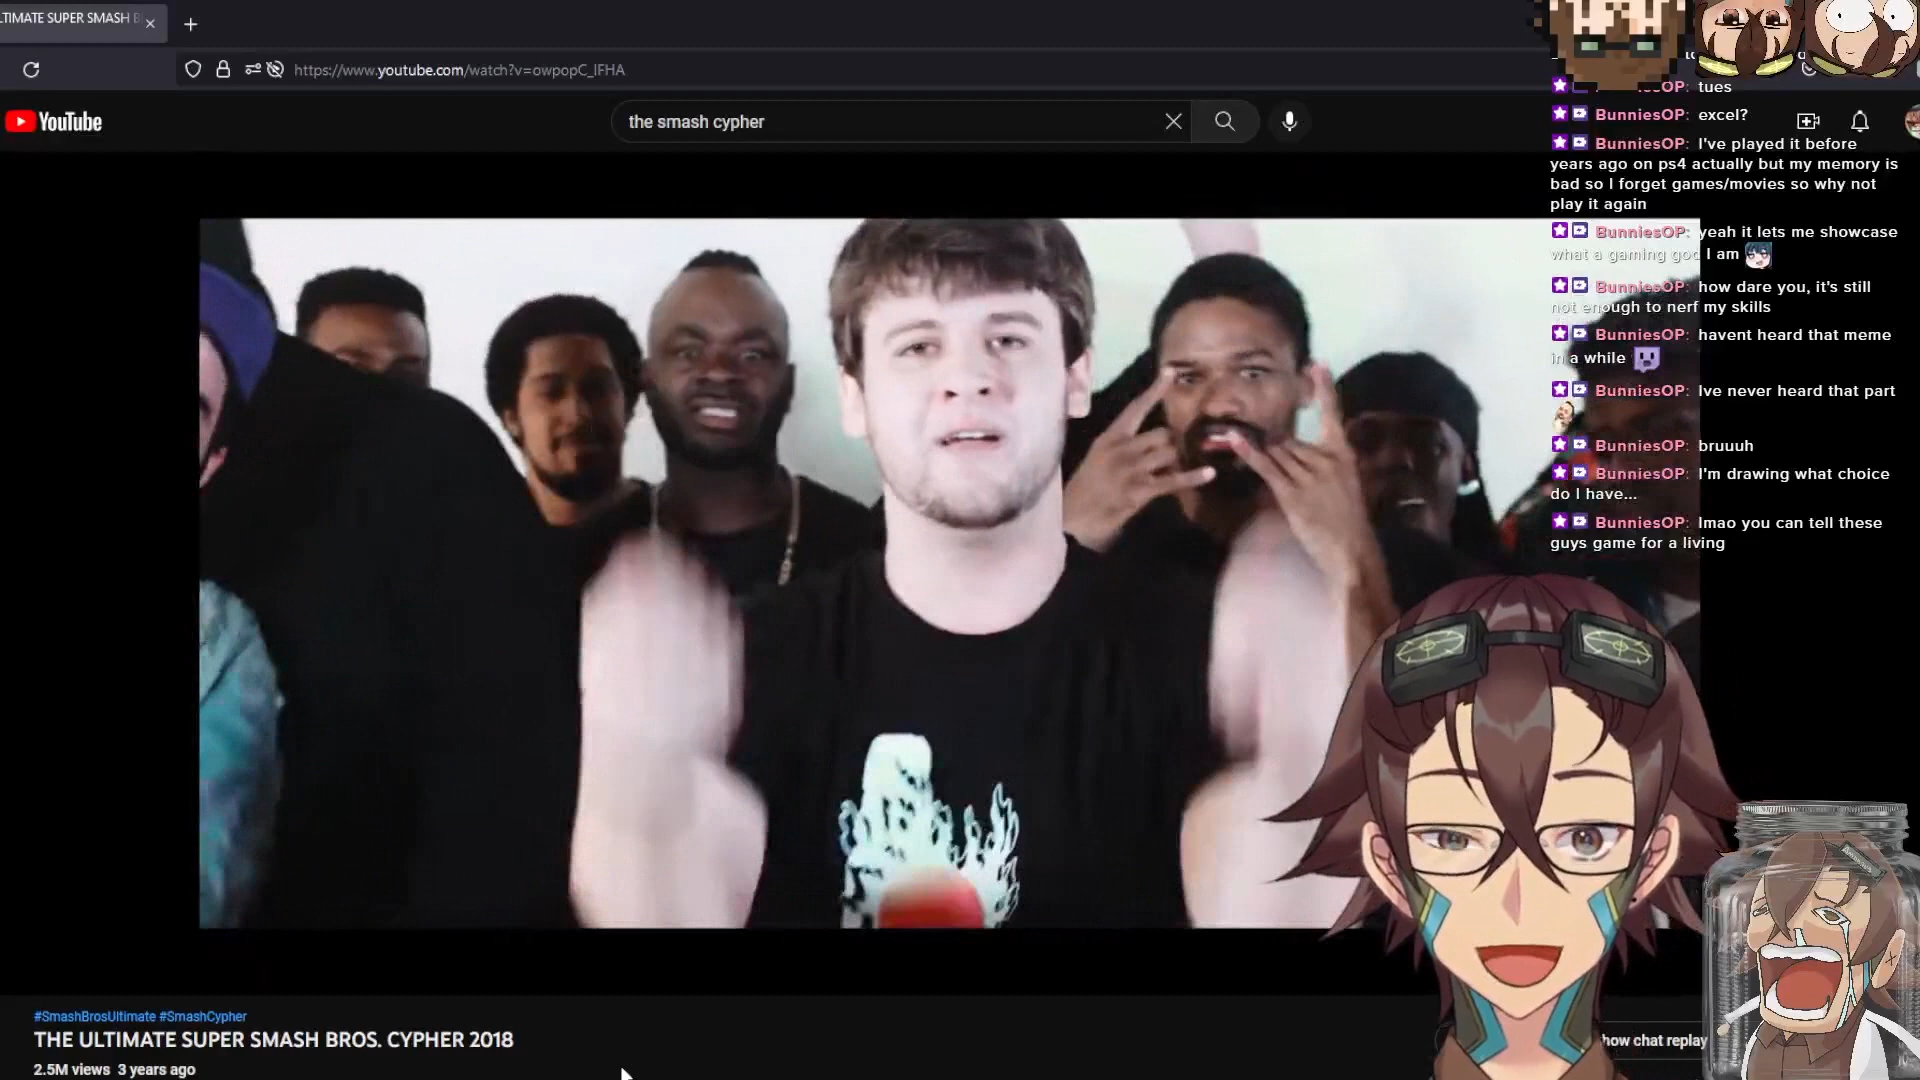 LTIMATE SUPER SMASH B
https://www.youtube.com/watch?v=owpopC_lFHA
YouTube
the smash cypher
tues
BunniesOP: excel?
BunniesOP: I've played it before
years ago on ps4 actually but my memory is
bad so I forget games/movies so why not
play it again
BunniesOP: yeah it lets me showcase
what a gaming god I am
BunniesOP: how dare you, it's still
not enough to nerf my skills
BunniesOP: havent heard that meme
in a while
BunniesOP: Ive never heard that part
BunniesOP: bruuuh
BunniesOP: I'm drawing what choice
do I have...
BunniesOP: lmao you can tell these
guys game for a living
#SmashBrosUltimate #SmashCypher
THE ULTIMATE SUPER SMASH BROS. CYPHER 2018
2.5M views 3 years ago
how chat replay